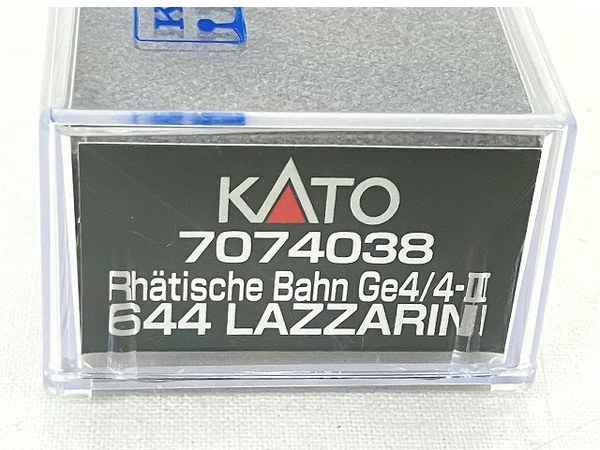 K
KATO
7074038
Rhätische Bahn Ge4/4-III
644 LAZZARINI